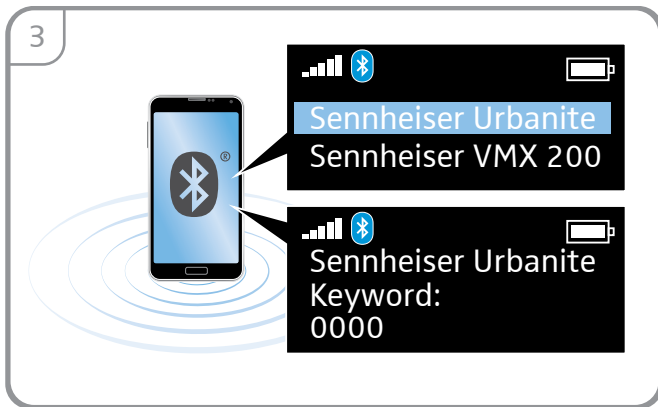 3
®
Sennheiser Urbanite
Sennheiser VMX 200
Sennheiser Urbanite
Keyword:
0000